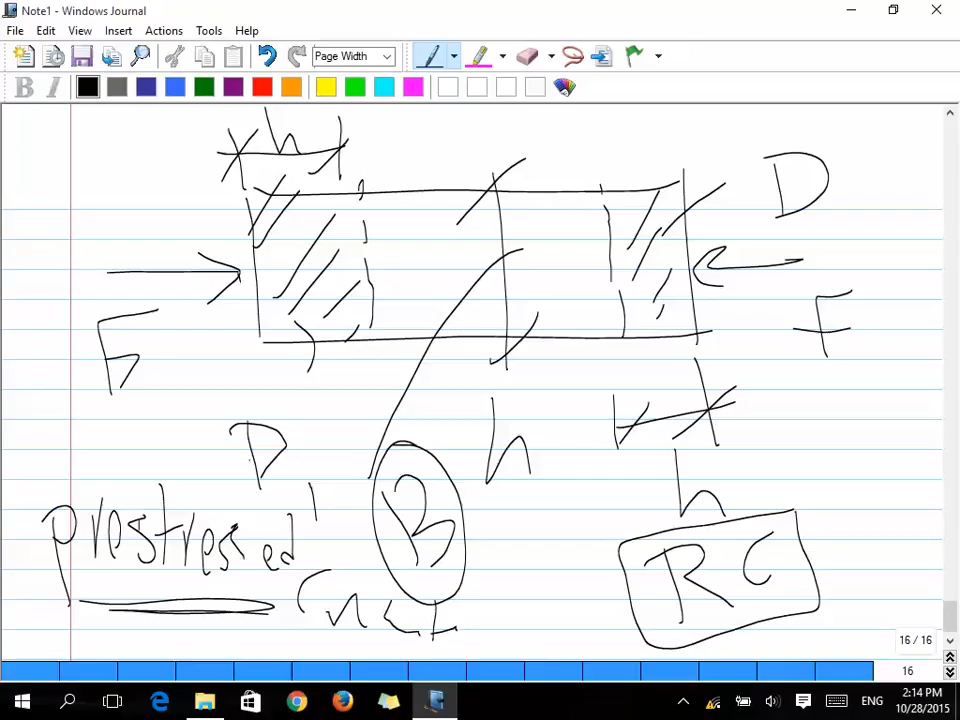 Note1 - Windows Journal
File Edit View Insert Actions Tools Help
Page Width
B I
h
D
F
F
D
h
h
prestressed
B
RC
16 / 16
16
ENG
2:14 PM
10/28/2015